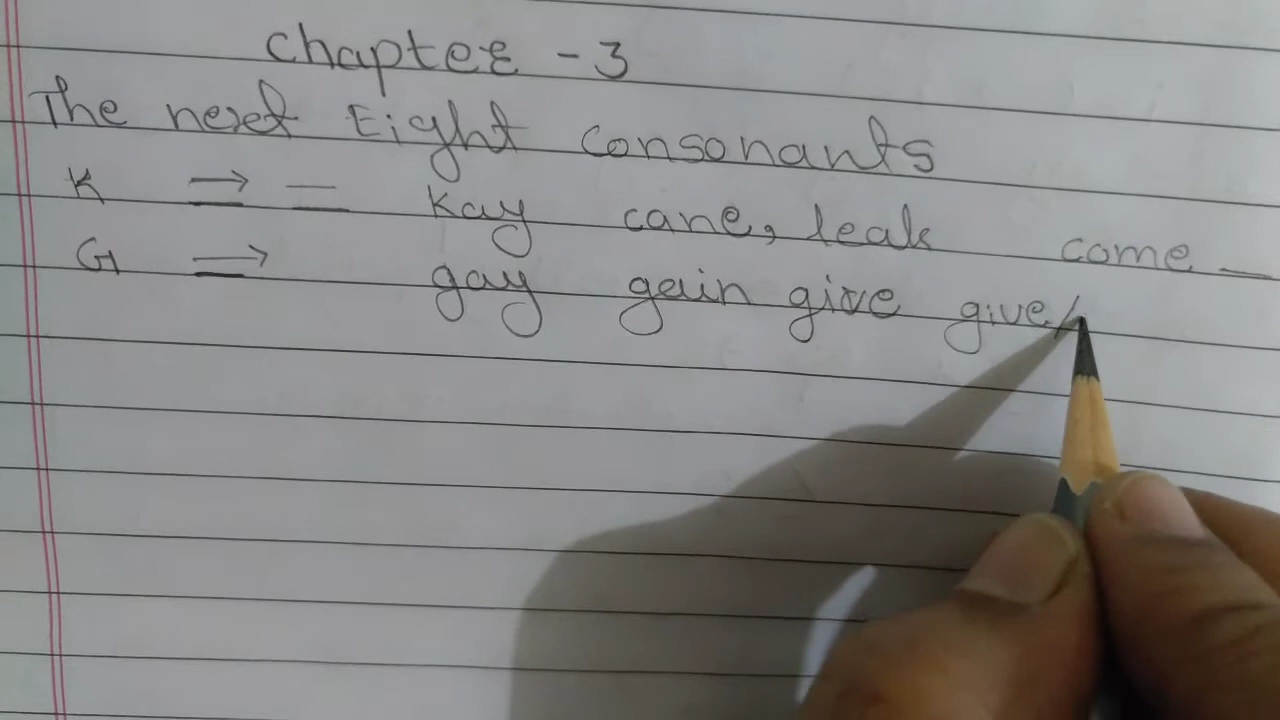 Chapter - 3
The next Eight Consonants
K → = Kay cane, leak come —
G → gay gain give give/